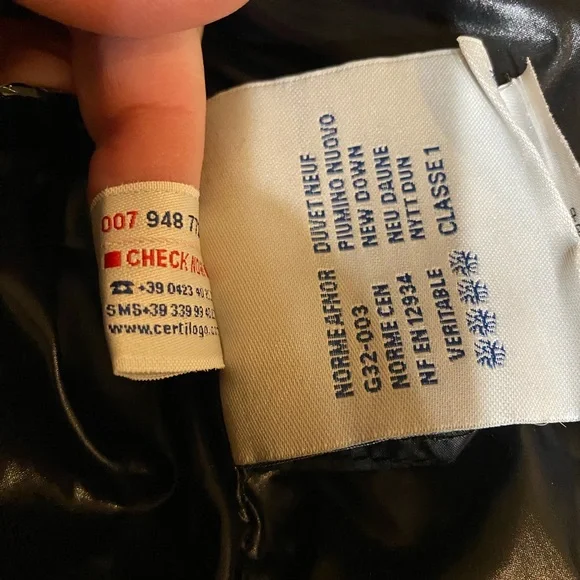 007 948
CHECK
+39 0423
SMS+39 339 99
www.certilogo
NORME AFNOR DUVET NEUF
G32-003 PIUMINO NUOVO
NORME CEN NEW DOWN
NF EN 12934 NEU DAUNE
VERITABLE NYTT DUN
CLASSE 1